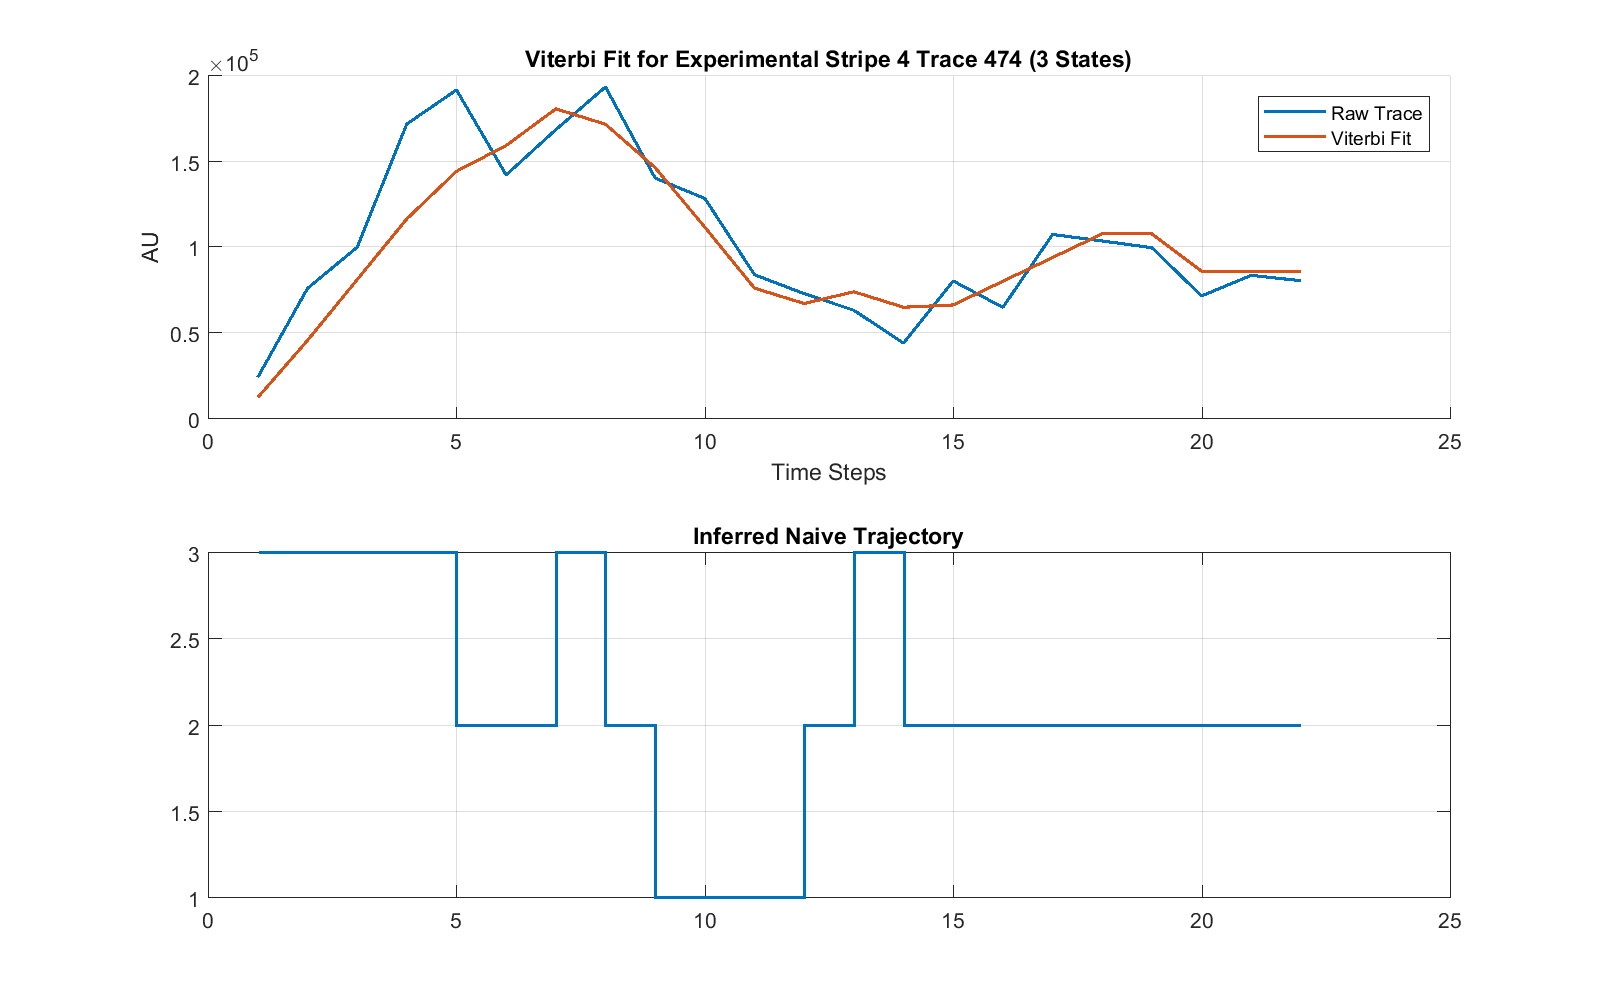 Viterbi Fit for Experimental Stripe 4 Trace 474 (3 States)
×10^5
2
1.5
1
0.5
0
AU
Raw Trace
Viterbi Fit
0 5 10 15 20 25
Time Steps
Inferred Naive Trajectory
3
2.5
2
1.5
1
0 5 10 15 20 25